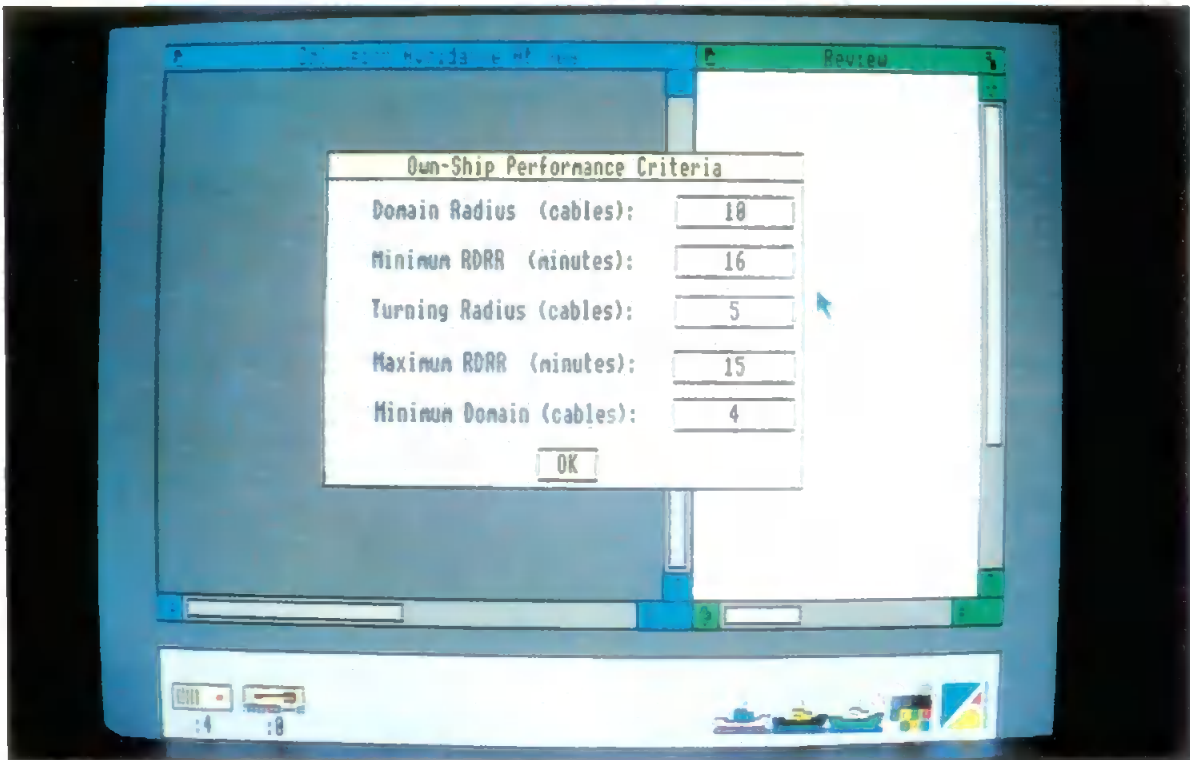 Review
Own-Ship Performance Criteria
Domain Radius (cables): 10
Minimum RDRR (minutes): 16
Turning Radius (cables): 5
Maximum RDRR (minutes): 15
Minimum Domain (cables): 4
OK
:4 :0